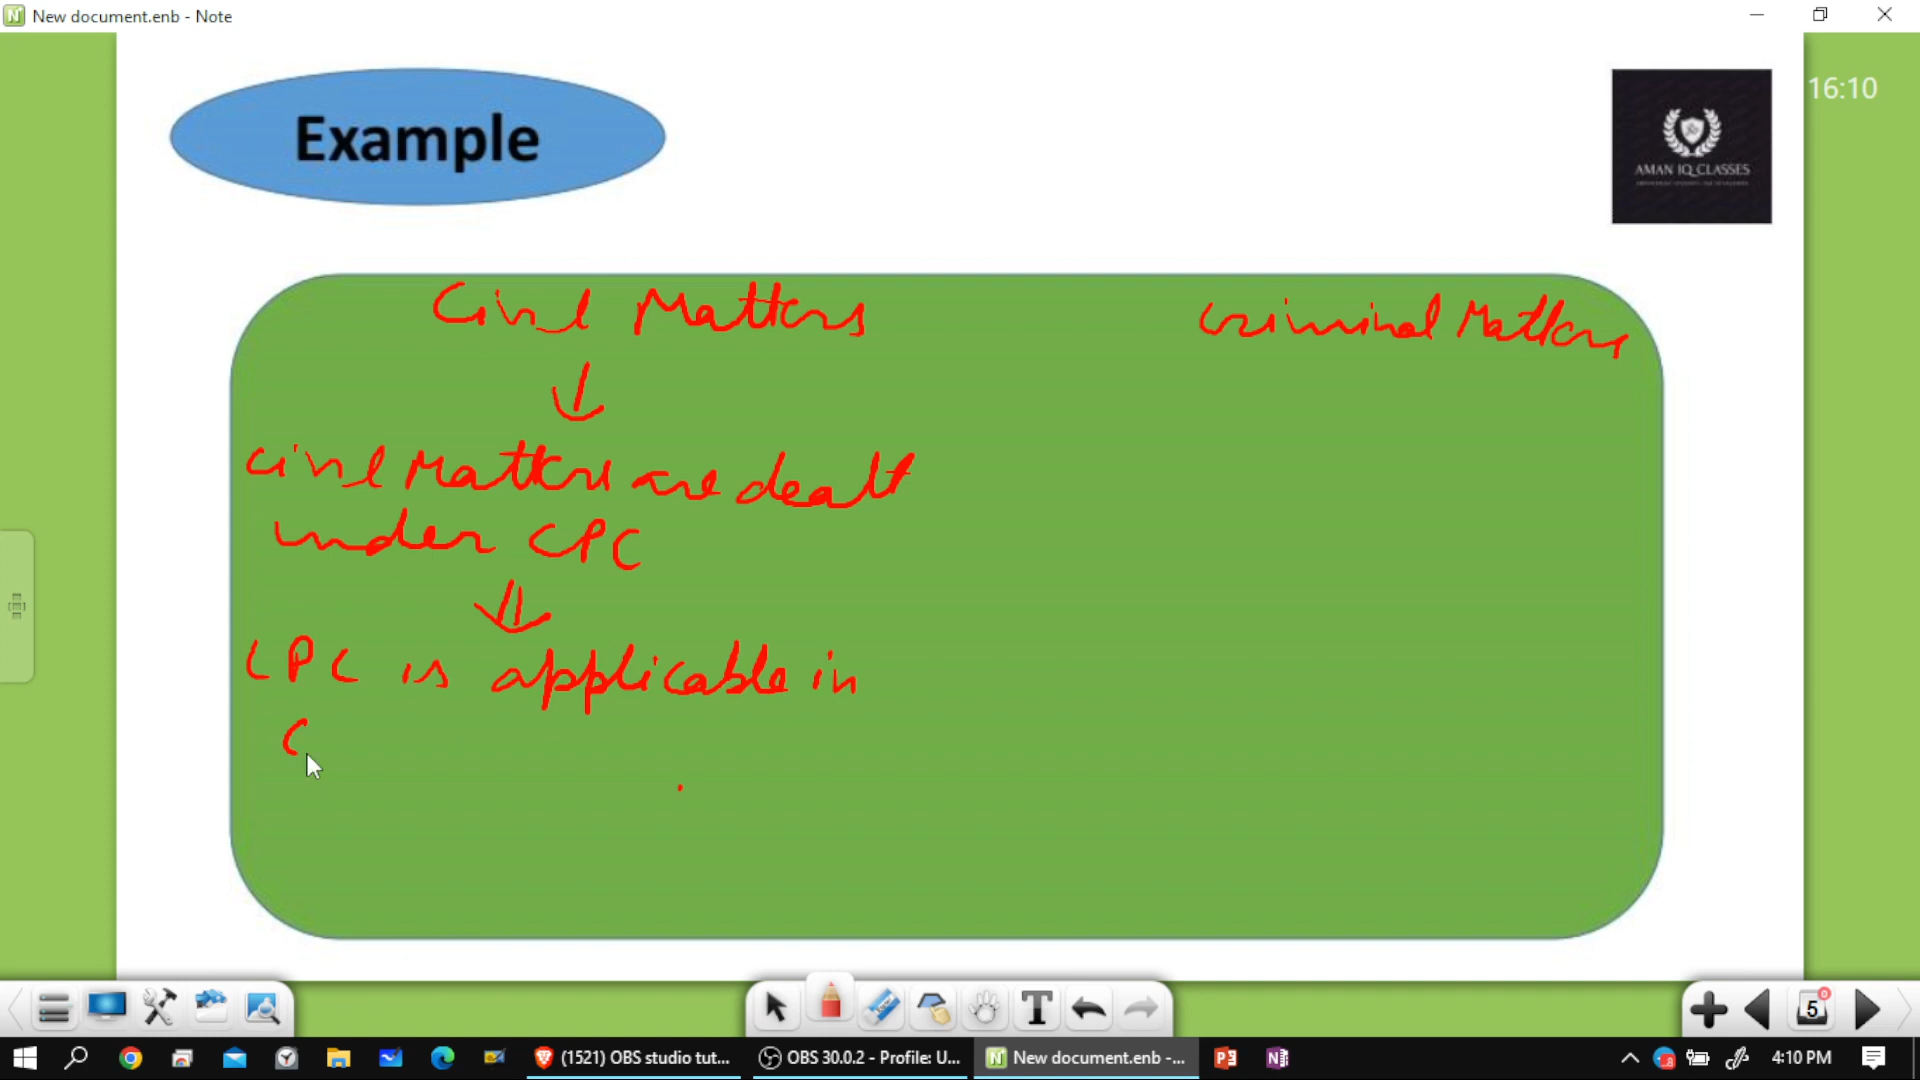 New document.enb - Note
16:10
Example
AMAN IQ CLASSES
Civil Matters
Criminal Matters
Civil Matters are dealt
under CPC
CPC is applicable in
C
5
0
(1521) OBS studio tut...
OBS 30.0.2 - Profile: U...
New document.enb -...
4:10 PM